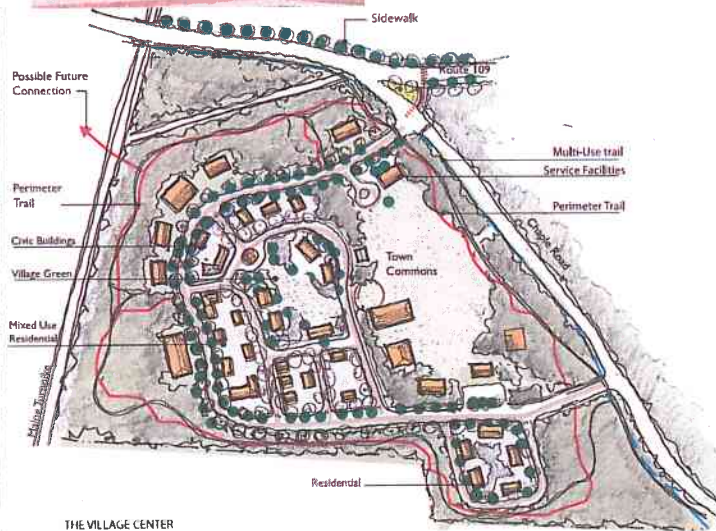 Sidewalk
Route 109
Possible Future
Connection
Multi-Use trail
Service Facilities
Perimeter
Trail
Perimeter Trail
Chaple Road
Civic Buildings
Town
Commons
Village Green
Mixed Use
Residential
Maine Turnpike
Residential
THE VILLAGE CENTER